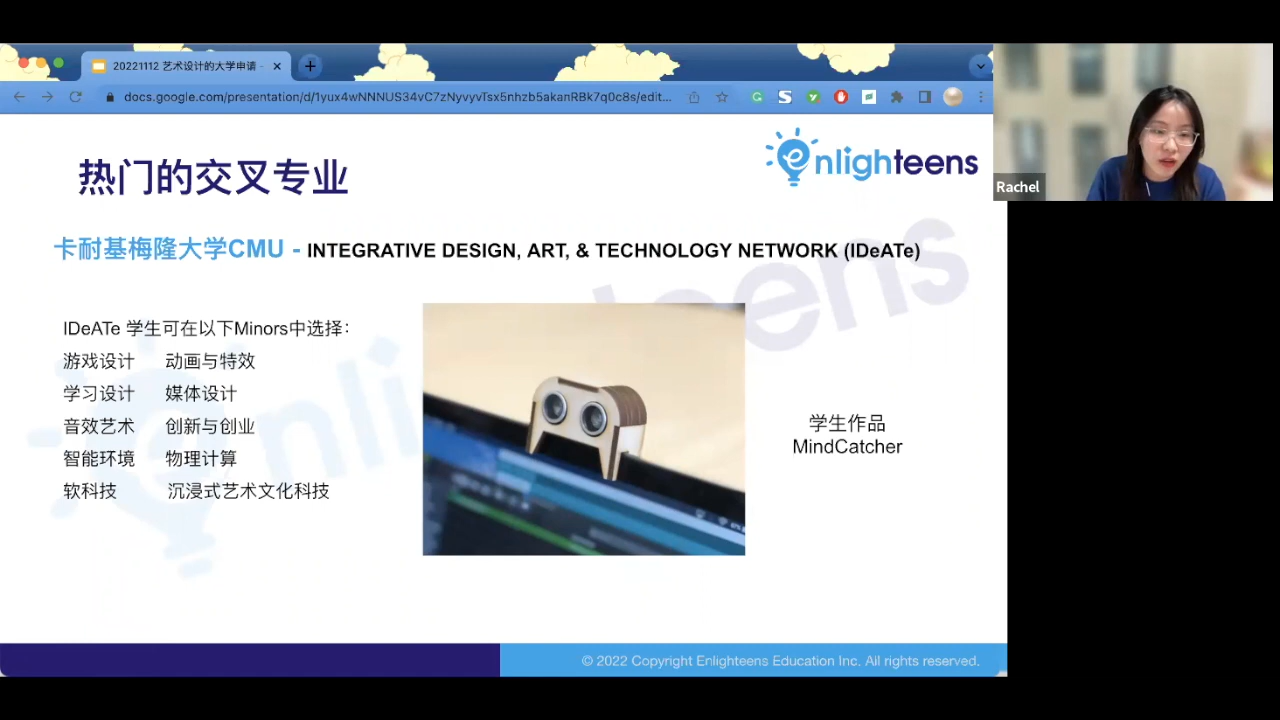 20221112 艺术设计的大学申请 -
docs.google.com/presentation/d/1yux4wNNNUS34vC7zNyvyvTsx5nhzb5akanRBk7q0c8s/edit...
enlighteens
Rachel
热门的交叉专业
卡耐基梅隆大学CMU - INTEGRATIVE DESIGN, ART, & TECHNOLOGY NETWORK (IDeATe)
IDeATe 学生可在以下Minors中选择：
游戏设计 动画与特效
学习设计 媒体设计
音效艺术 创新与创业
智能环境 物理计算
软科技 沉浸式艺术文化科技
学生作品
MindCatcher
enlighteens
© 2022 Copyright Enlighteens Education Inc. All rights reserved.